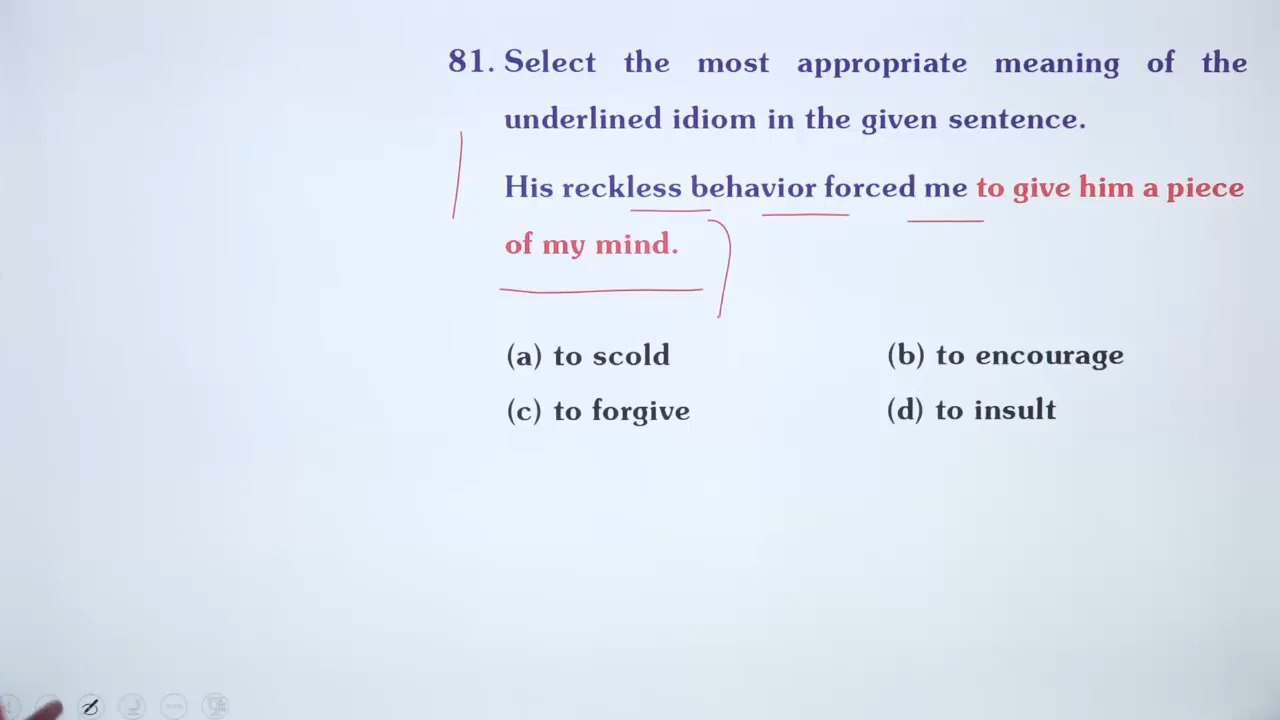 81. Select the most appropriate meaning of the
underlined idiom in the given sentence.
His reckless behavior forced me to give him a piece
of my mind.
(a) to scold (b) to encourage
(c) to forgive (d) to insult